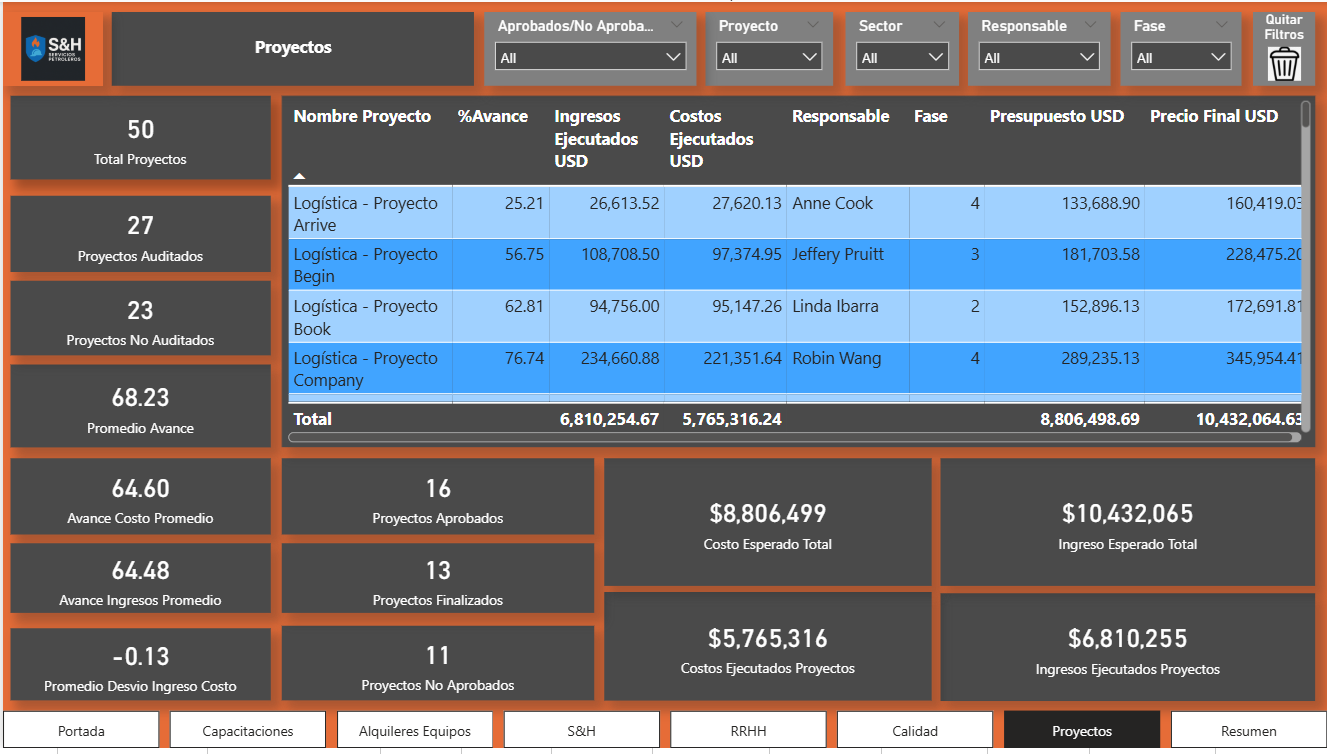 S&H
SERVICIOS
PETROLEROS
Proyectos
Aprobados/No Aproba...
All
Proyecto
All
Sector
All
Responsable
All
Fase
All
Quitar
Filtros
50
Total Proyectos
27
Proyectos Auditados
23
Proyectos No Auditados
68.23
Promedio Avance
64.60
Avance Costo Promedio
64.48
Avance Ingresos Promedio
-0.13
Promedio Desvio Ingreso Costo
Nombre Proyecto %Avance Ingresos Ejecutados USD Costos Ejecutados USD Responsable Fase Presupuesto USD Precio Final USD
Logística - Proyecto Arrive 25.21 26,613.52 27,620.13 Anne Cook 4 133,688.90 160,419.03
Logística - Proyecto Begin 56.75 108,708.50 97,374.95 Jeffery Pruitt 3 181,703.58 228,475.20
Logística - Proyecto Book 62.81 94,756.00 95,147.26 Linda Ibarra 2 152,896.13 172,691.81
Logística - Proyecto Company 76.74 234,660.88 221,351.64 Robin Wang 4 289,235.13 345,954.41
Total 6,810,254.67 5,765,316.24 8,806,498.69 10,432,064.63
16
Proyectos Aprobados
13
Proyectos Finalizados
11
Proyectos No Aprobados
$8,806,499
Costo Esperado Total
$10,432,065
Ingreso Esperado Total
$5,765,316
Costos Ejecutados Proyectos
$6,810,255
Ingresos Ejecutados Proyectos
Portada
Capacitaciones
Alquileres Equipos
S&H
RRHH
Calidad
Proyectos
Resumen